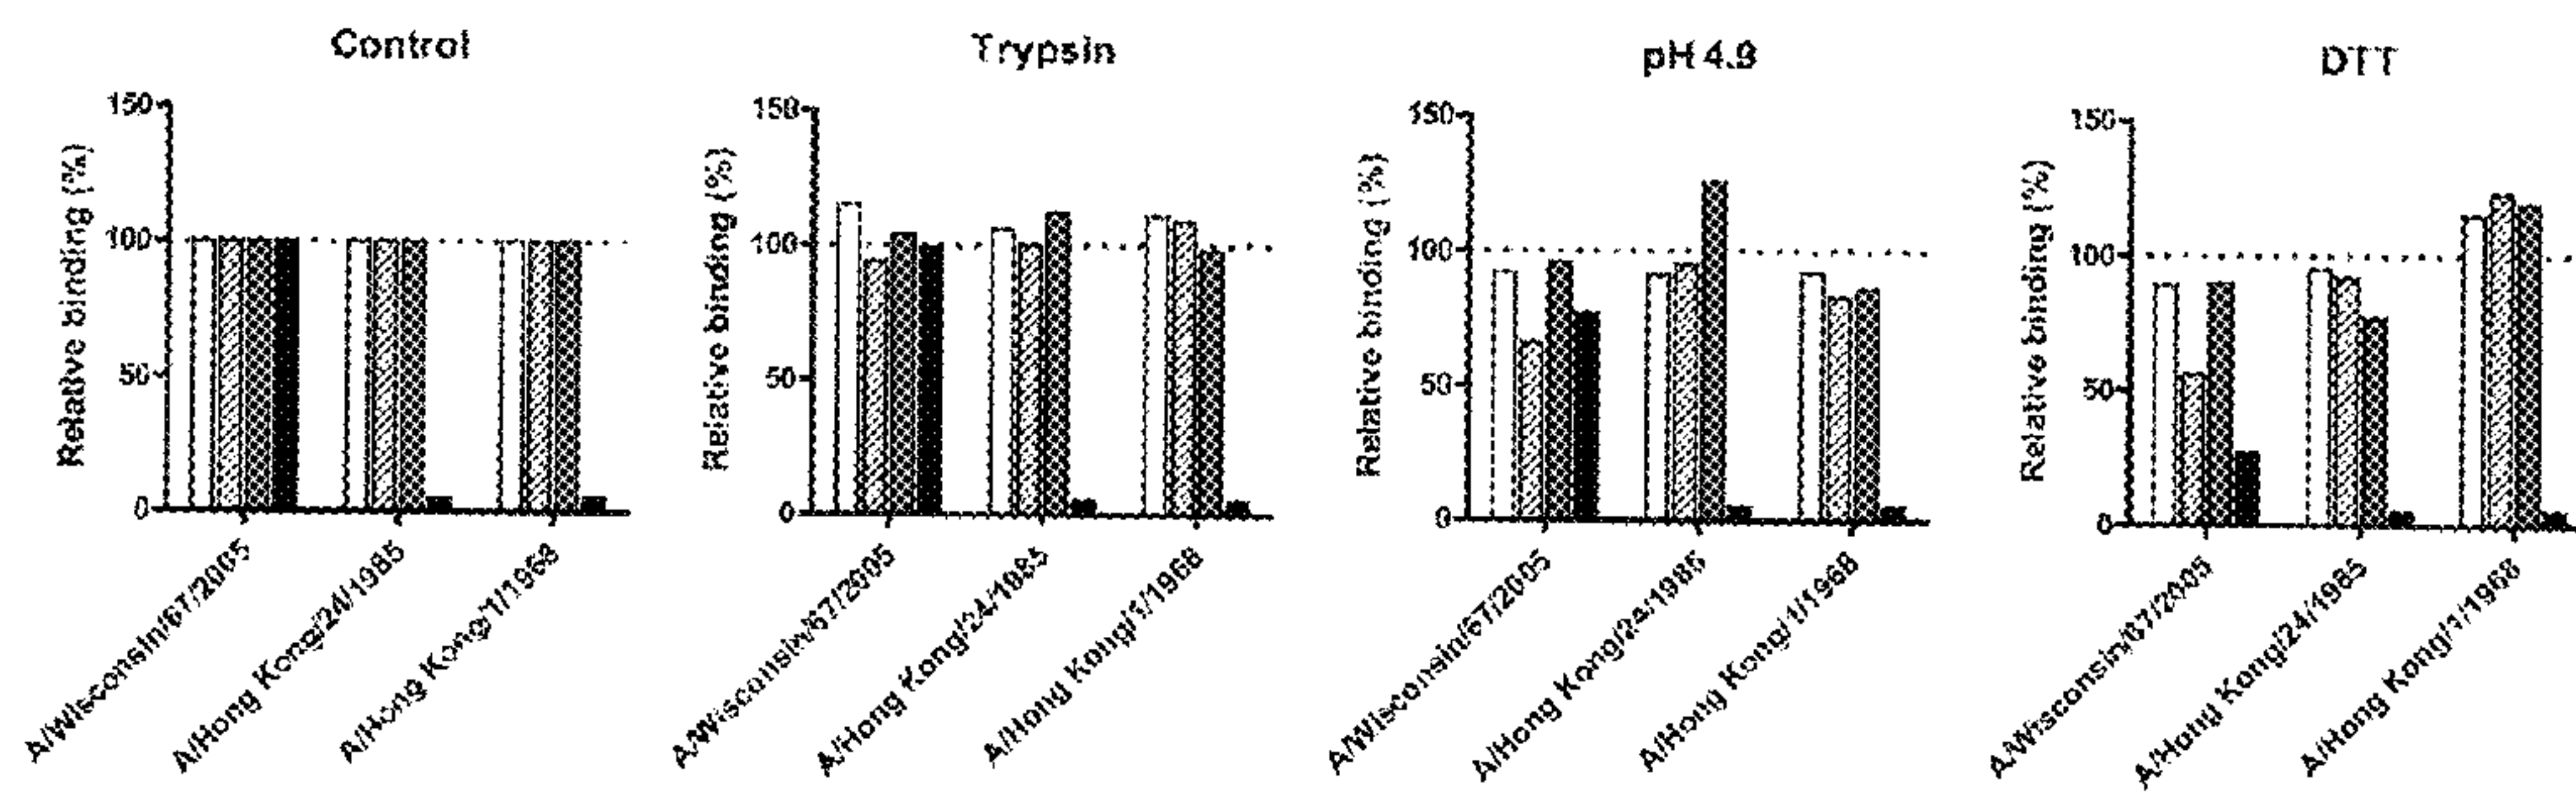 Control
150
100
50
0
Relative binding (%)
A/Wisconsin/67/2005
A/Hong Kong/24/1985
A/Hong Kong/1/1968
Trypsin
150
100
50
0
Relative binding (%)
A/Wisconsin/67/2005
A/Hong Kong/24/1985
A/Hong Kong/1/1968
pH 4.9
150
100
50
0
Relative binding (%)
A/Wisconsin/67/2005
A/Hong Kong/24/1985
A/Hong Kong/1/1968
DTT
150
100
50
0
Relative binding (%)
A/Wisconsin/67/2005
A/Hong Kong/24/1985
A/Hong Kong/1/1968